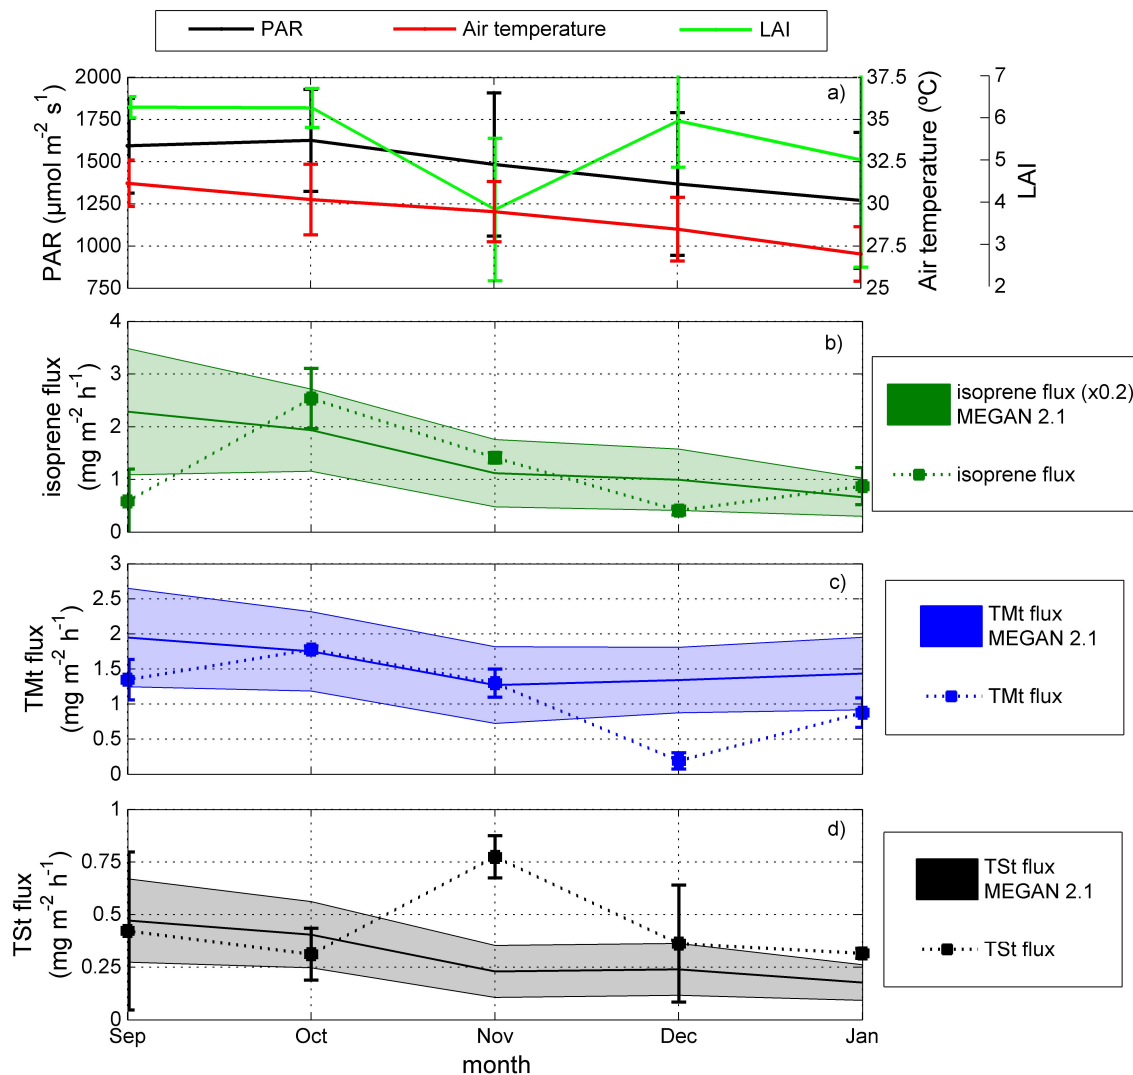 PAR Air temperature LAI
a)
PAR (µmol m⁻² s⁻¹)
2000
1750
1500
1250
1000
750
37.5
35
32.5
30
27.5
25
Air temperature (ºC)
7
6
5
4
3
2
LAI
b)
isoprene flux
(mg m⁻² h⁻¹)
4
3
2
1
0
isoprene flux (x0.2)
MEGAN 2.1
isoprene flux
c)
TMt flux
(mg m⁻² h⁻¹)
3
2.5
2
1.5
1
0.5
0
TMt flux
MEGAN 2.1
TMt flux
d)
TSt flux
(mg m⁻² h⁻¹)
1
0.75
0.5
0.25
0
TSt flux
MEGAN 2.1
TSt flux
Sep Oct Nov Dec Jan
month